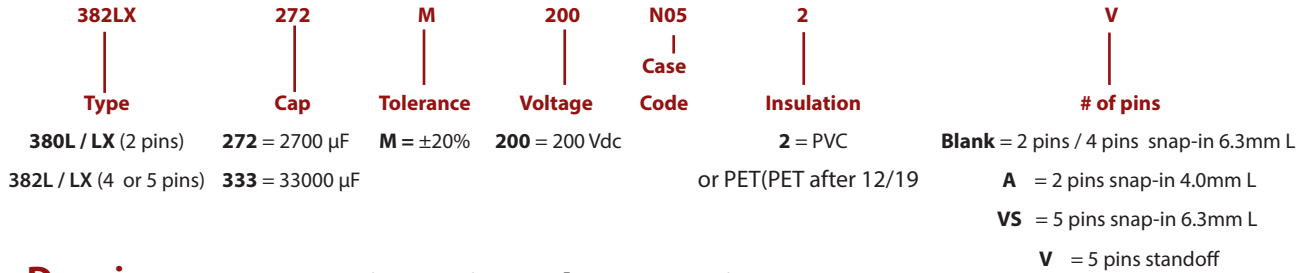 382LX 272 M 200 N05 2 V
Case
Type Cap Tolerance Voltage Code Insulation # of pins
380L / LX (2 pins) 272 = 2700 µF M = ±20% 200 = 200 Vdc 2 = PVC Blank = 2 pins / 4 pins snap-in 6.3mm L
382L / LX (4 or 5 pins) 333 = 33000 µF or PET(PET after 12/19 A = 2 pins snap-in 4.0mm L
VS = 5 pins snap-in 6.3mm L
V = 5 pins standoff